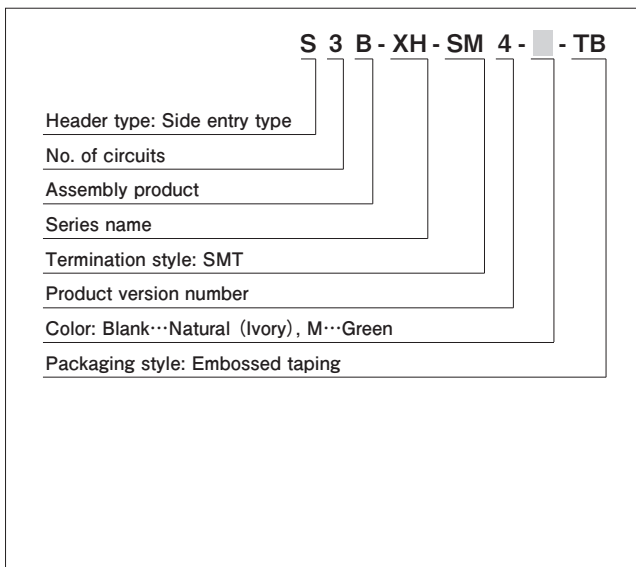 S 3 B - XH - SM 4 - - TB
Header type: Side entry type
No. of circuits
Assembly product
Series name
Termination style: SMT
Product version number
Color: Blank…Natural (Ivory), M…Green
Packaging style: Embossed taping